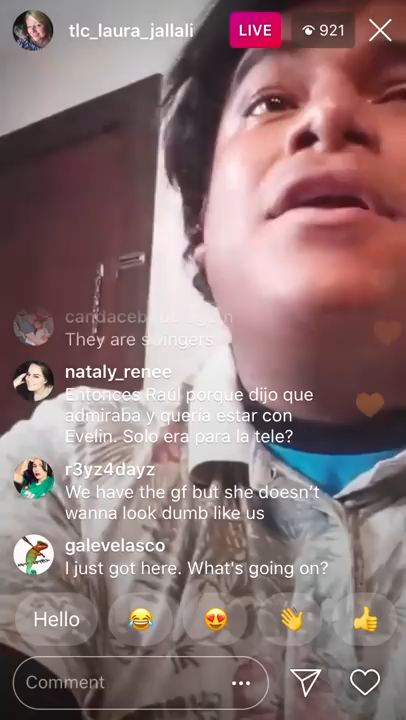 tlc_laura_jallali
LIVE
921
They are swingers
nataly_renee
Entonces Raúl porque dijo que
admiraba y quería estar con
Evelin. Solo era para la tele?
r3yz4dayz
We have the gf but she doesn't
wanna look dumb like us
galevelasco
I just got here. What's going on?
Hello
Comment